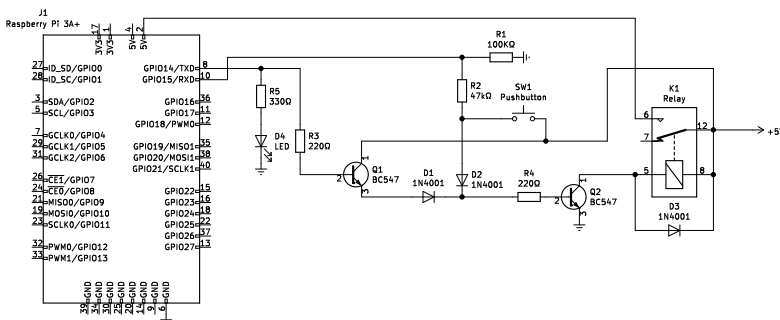 J1
Raspberry Pi 3A+
17 1 4 2
3V3 3V3 5V 5V
27 ID_SD/GPIO0 GPIO14/TXD 8
28 ID_SC/GPIO1 GPIO15/RXD 10
3 SDA/GPIO2 GPIO16 36
5 SCL/GPIO3 GPIO17 11
GPIO18/PWM0 12
7 GCLK0/GPIO4
29 GCLK1/GPIO5 GPIO19/MISO1 35
31 GCLK2/GPIO6 GPIO20/MOSI1 38
GPIO21/SCLK1 40
26 CE1/GPIO7
24 CE0/GPIO8 GPIO22 15
21 MISO0/GPIO9 GPIO23 16
19 MOSI0/GPIO10 GPIO24 18
23 SCLK0/GPIO11 GPIO25 22
GPIO26 37
32 PWM0/GPIO12 GPIO27 13
33 PWM1/GPIO13
GND GND GND GND GND GND GND GND
39 34 30 25 20 14 9 6
R5
330Ω
D4
LED
R3
220Ω
1
2
3
Q1
BC547
D1
1N4001
R1
100KΩ
R2
47kΩ
SW1
Pushbutton
D2
1N4001
R4
220Ω
1
2
3
Q2
BC547
K1
Relay
6
7
12
5
8
D3
1N4001
+5V